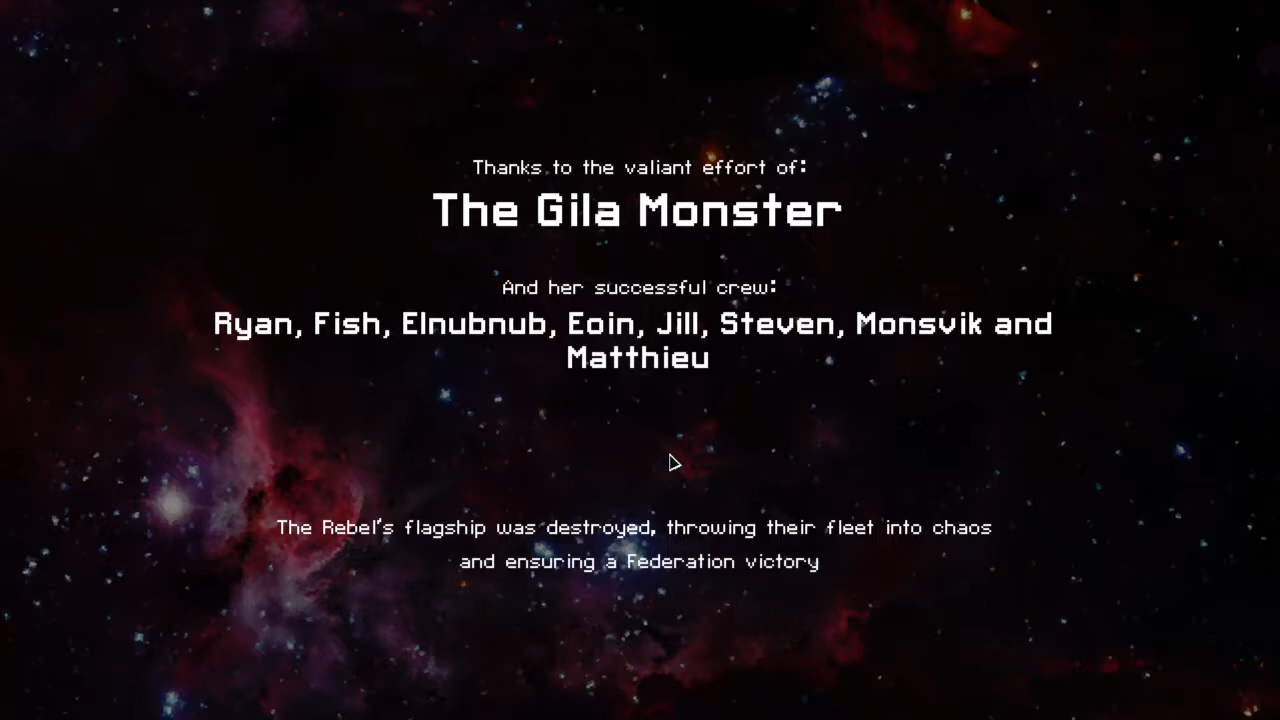 Thanks to the valiant effort of:
The Gila Monster
And her successful crew:
Ryan, Fish, Elnubnub, Eoin, Jill, Steven, Monsvik and
Matthieu
The Rebel's flagship was destroyed, throwing their fleet into chaos
and ensuring a Federation victory